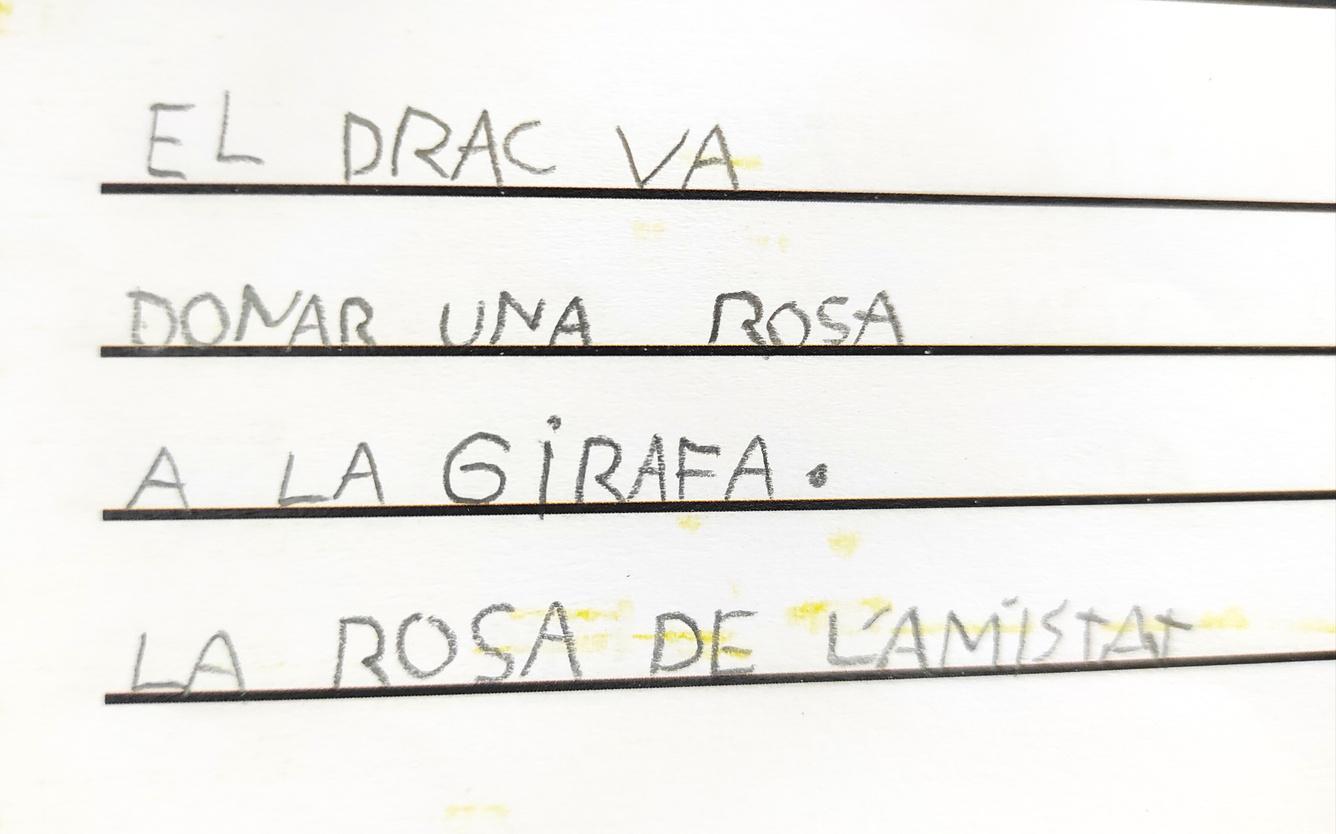 EL DRAC VA
DONAR UNA ROSA
A LA GiRAFA.
LA ROSA DE L'AMiSTAT